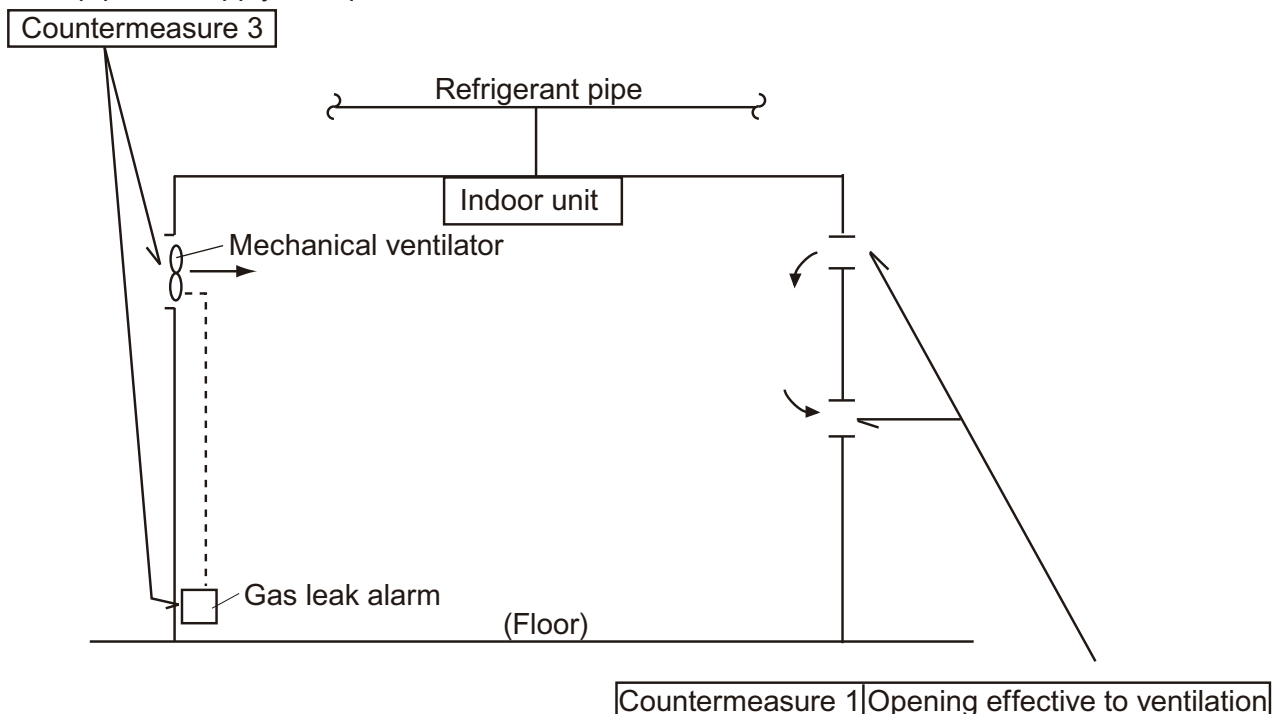 Countermeasure 3
Refrigerant pipe
Indoor unit
Mechanical ventilator
Gas leak alarm
(Floor)
Countermeasure 1 Opening effective to ventilation